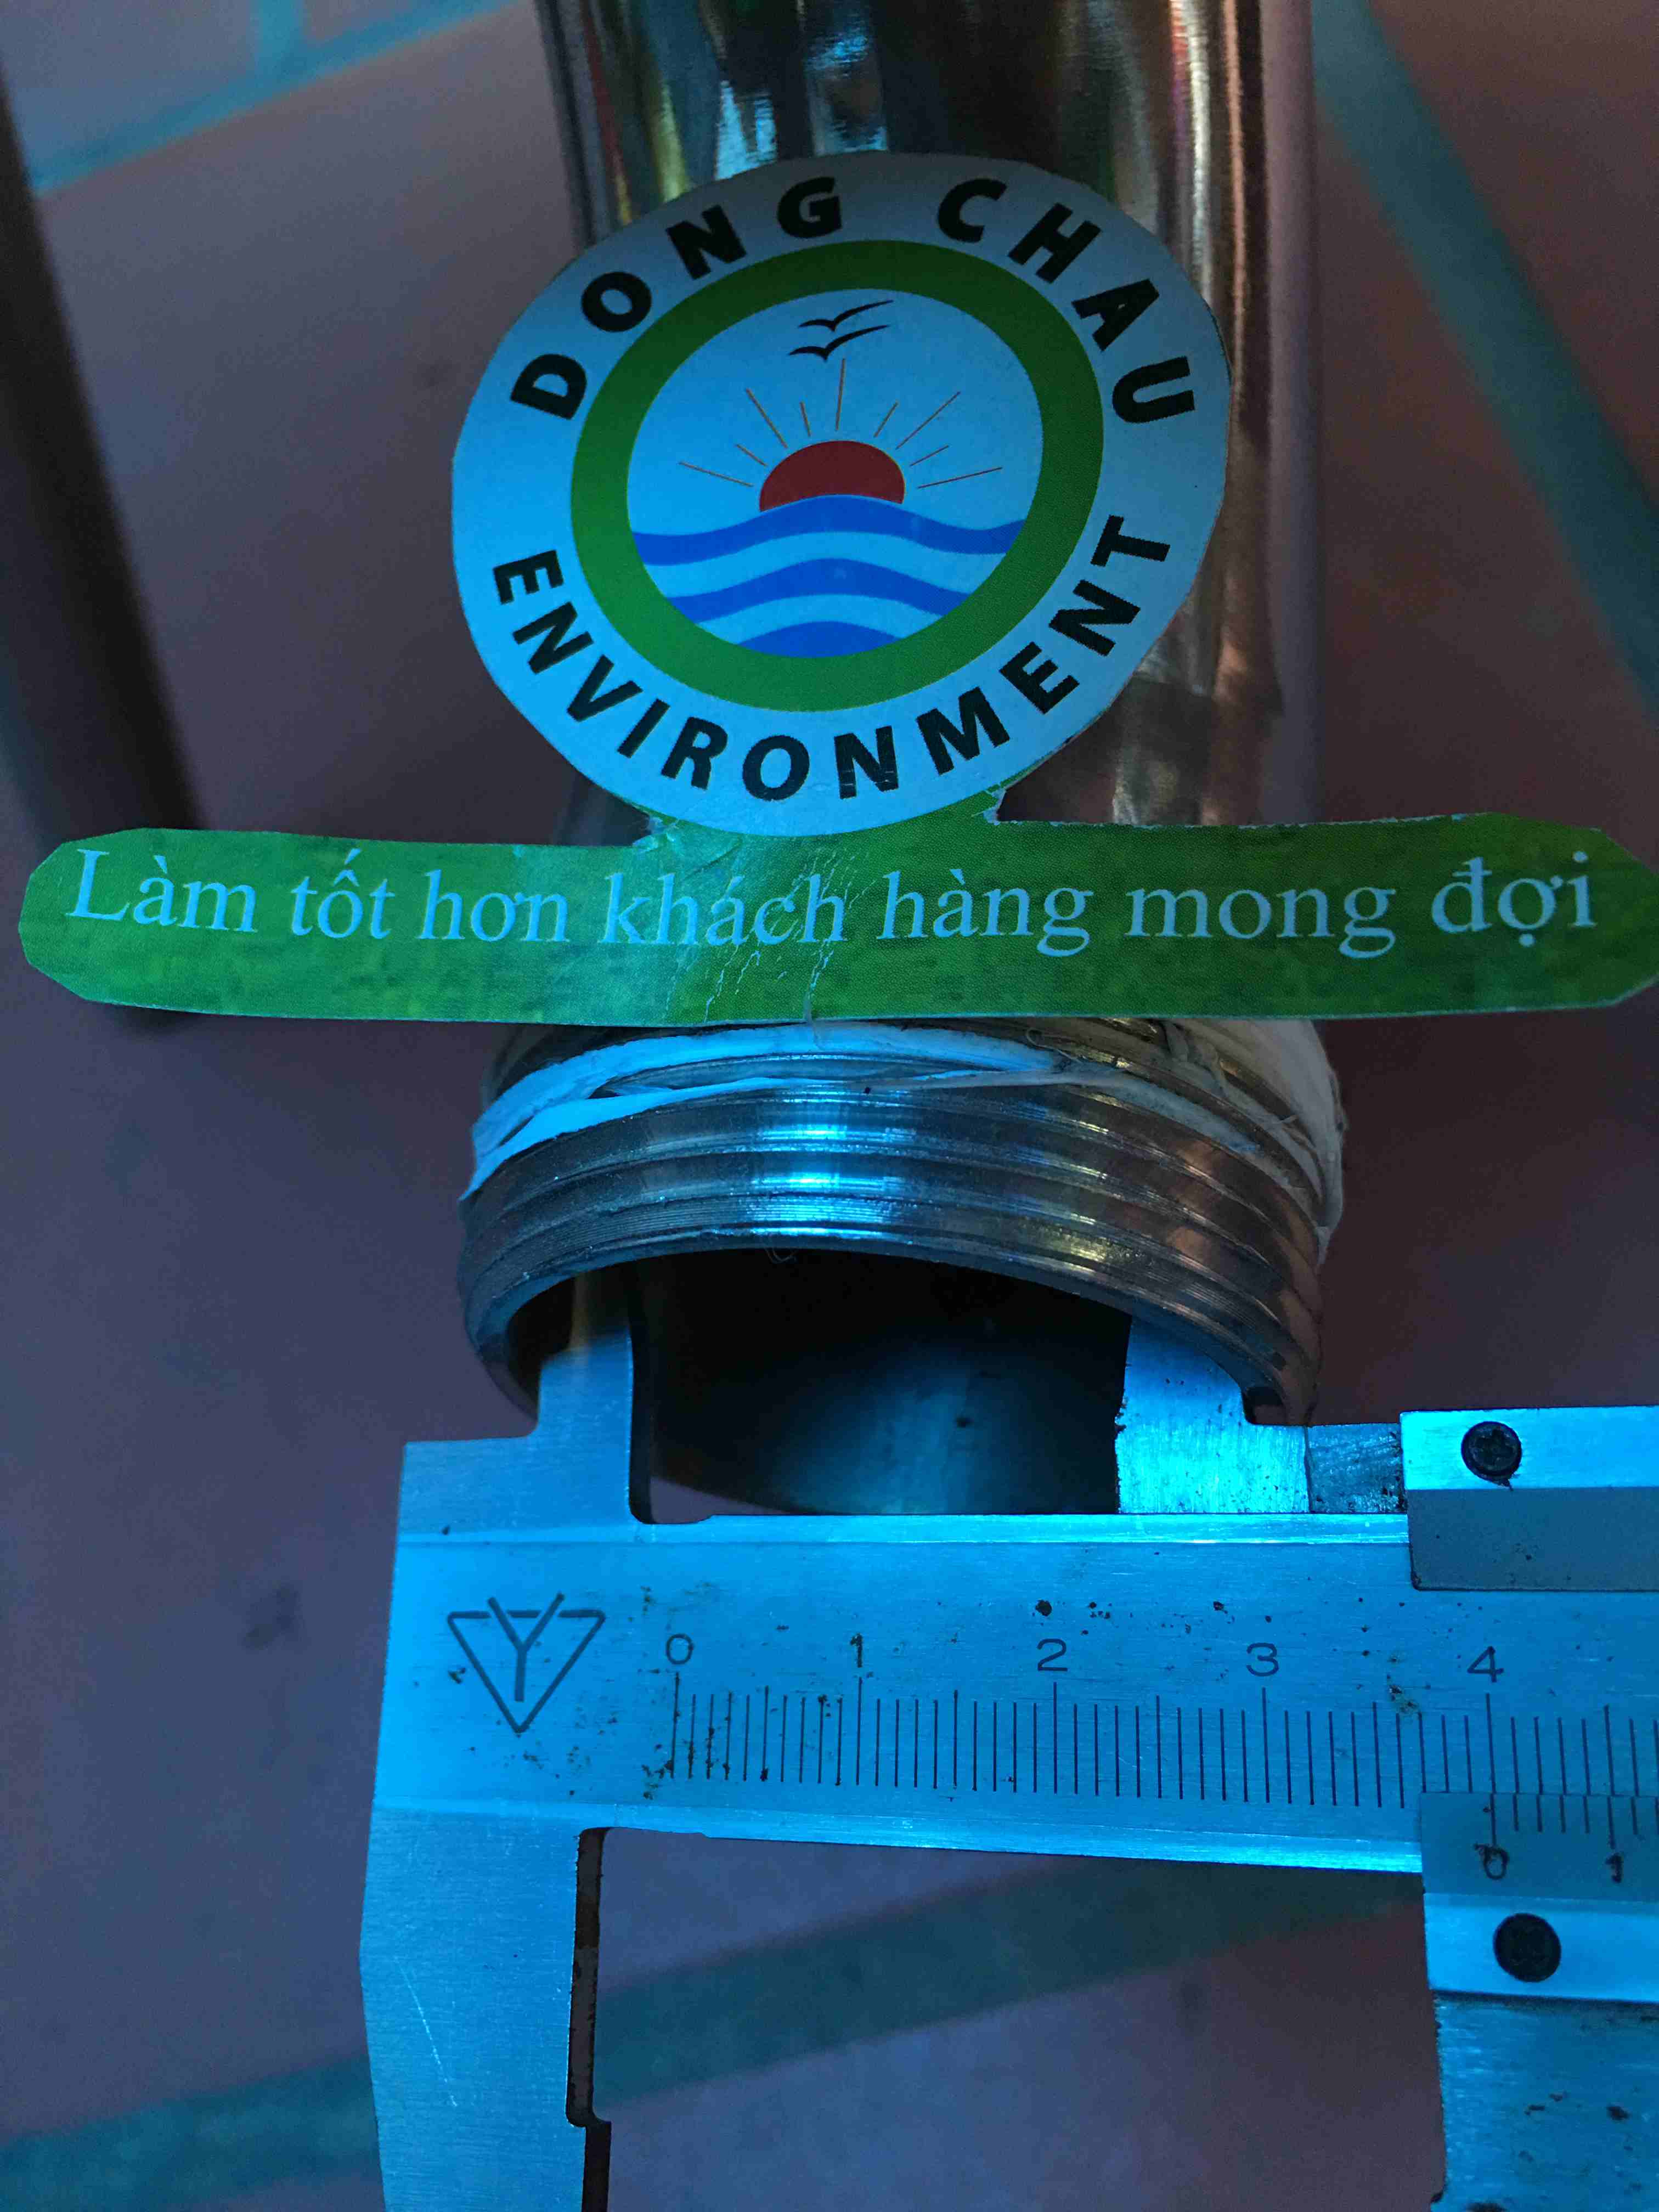 DONG CHAU
ENVIRONMENT
Làm tốt hơn khách hàng mong đợi
Y
0 1 2 3 4
0 1